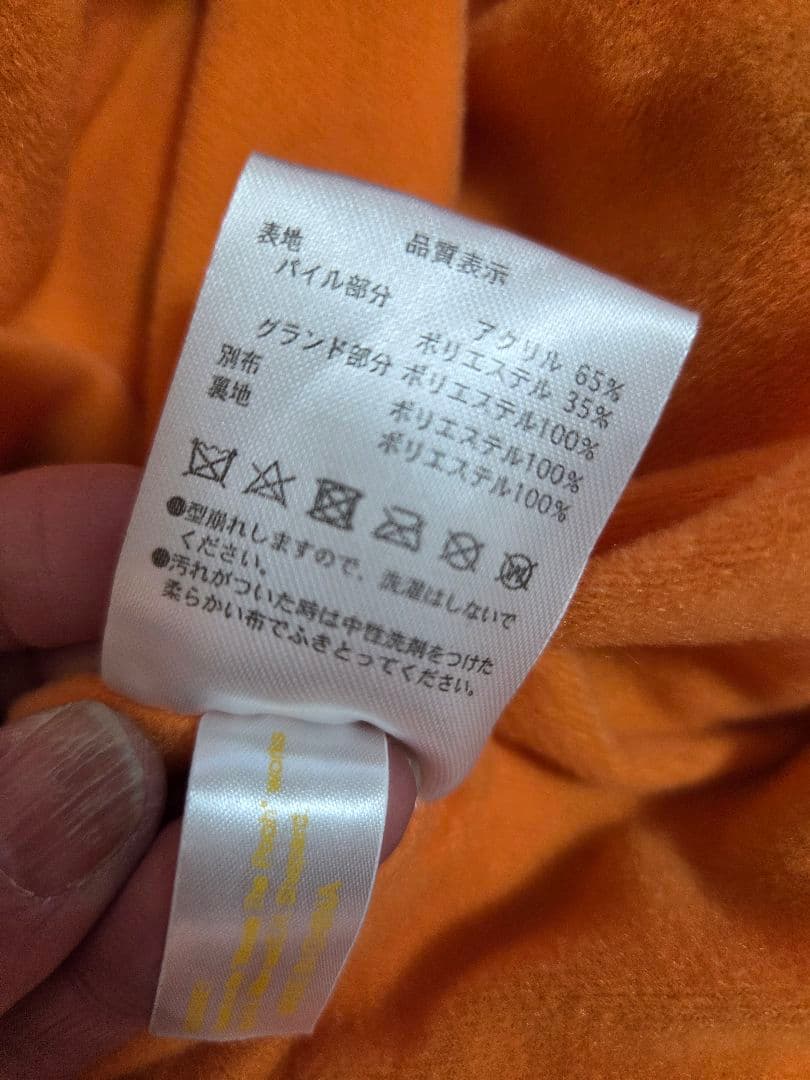 品質表示
表地
パイル部分 アクリル 65%
ポリエステル 35%
グランド部分 ポリエステル100%
別布 ポリエステル100%
裏地 ポリエステル100%
●型崩れしますので、洗濯はしないで
ください。
●汚れがついた時は中性洗剤をつけた
柔らかい布でふきとってください。
The Pooh" works
Shepard.